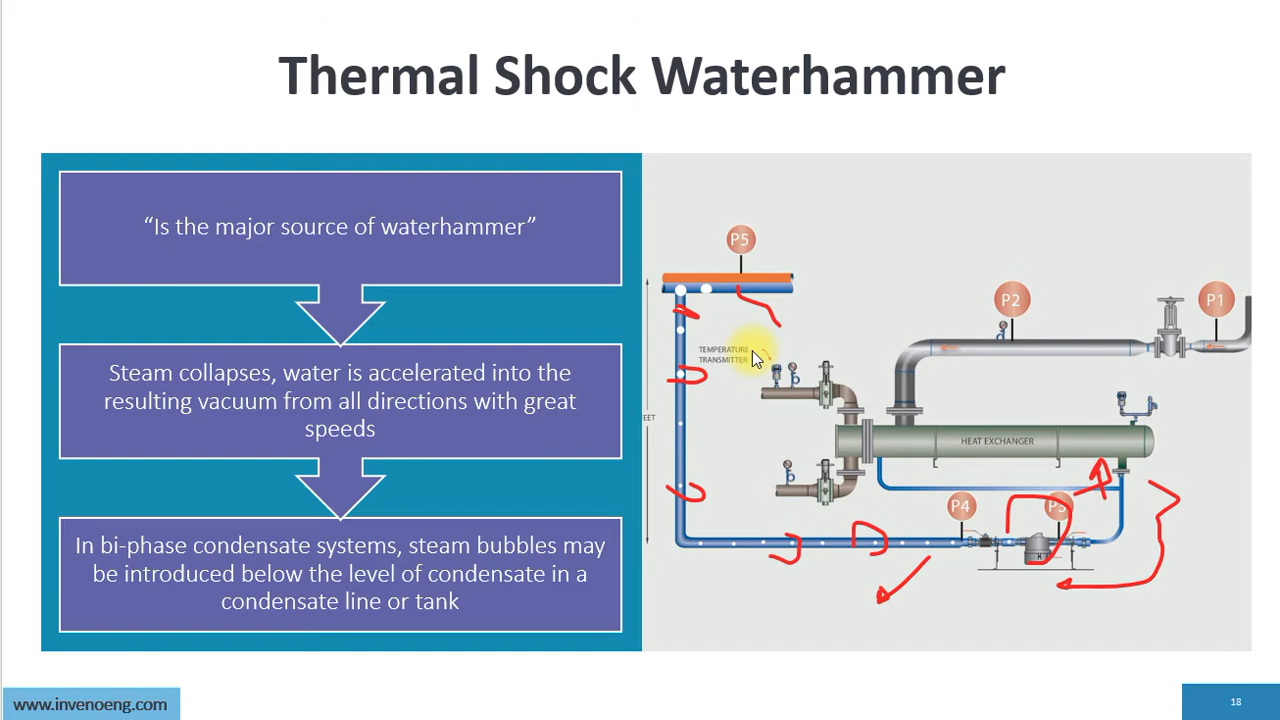 Thermal Shock Waterhammer
“Is the major source of waterhammer”
Steam collapses, water is accelerated into the
resulting vacuum from all directions with great
speeds
In bi-phase condensate systems, steam bubbles may
be introduced below the level of condensate in a
condensate line or tank
P5
P2
P1
TEMPERATURE
TRANSMITTER
EET
HEAT EXCHANGER
P4
www.invenoeng.com
18